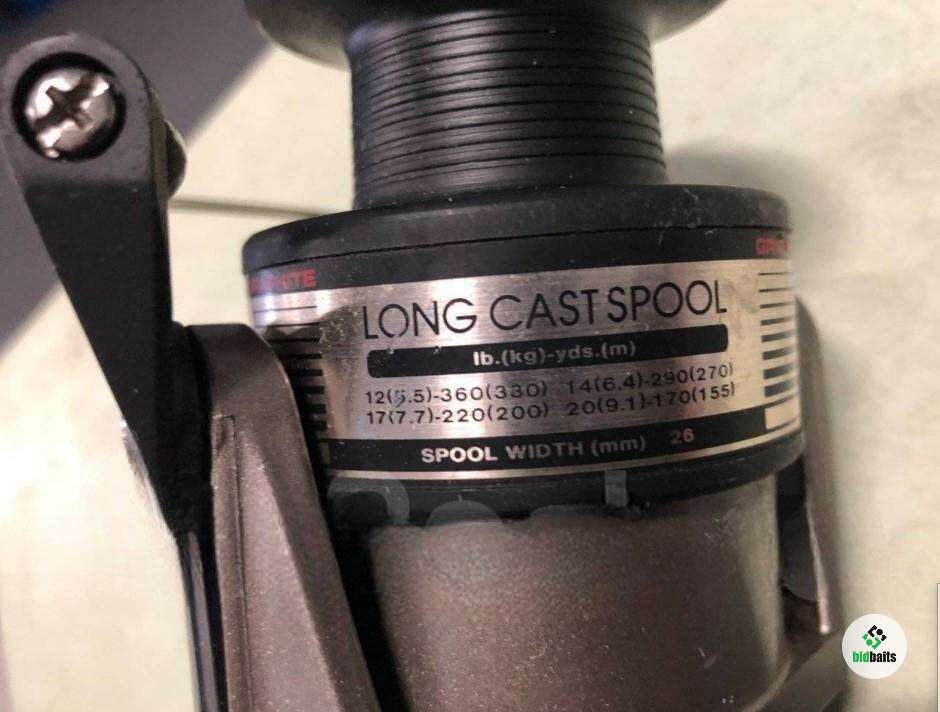 LONG CAST SPOOL
lb.(kg)-yds.(m)
12(5.5)-360(330) 14(6.4)-290(270)
17(7.7)-220(200) 20(9.1)-170(155)
SPOOL WIDTH (mm) 26
bidbaits